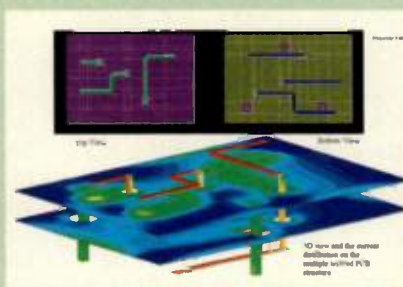 Top View
Bottom View
3D view and the current
distribution on the
multiple layered PCB
structure